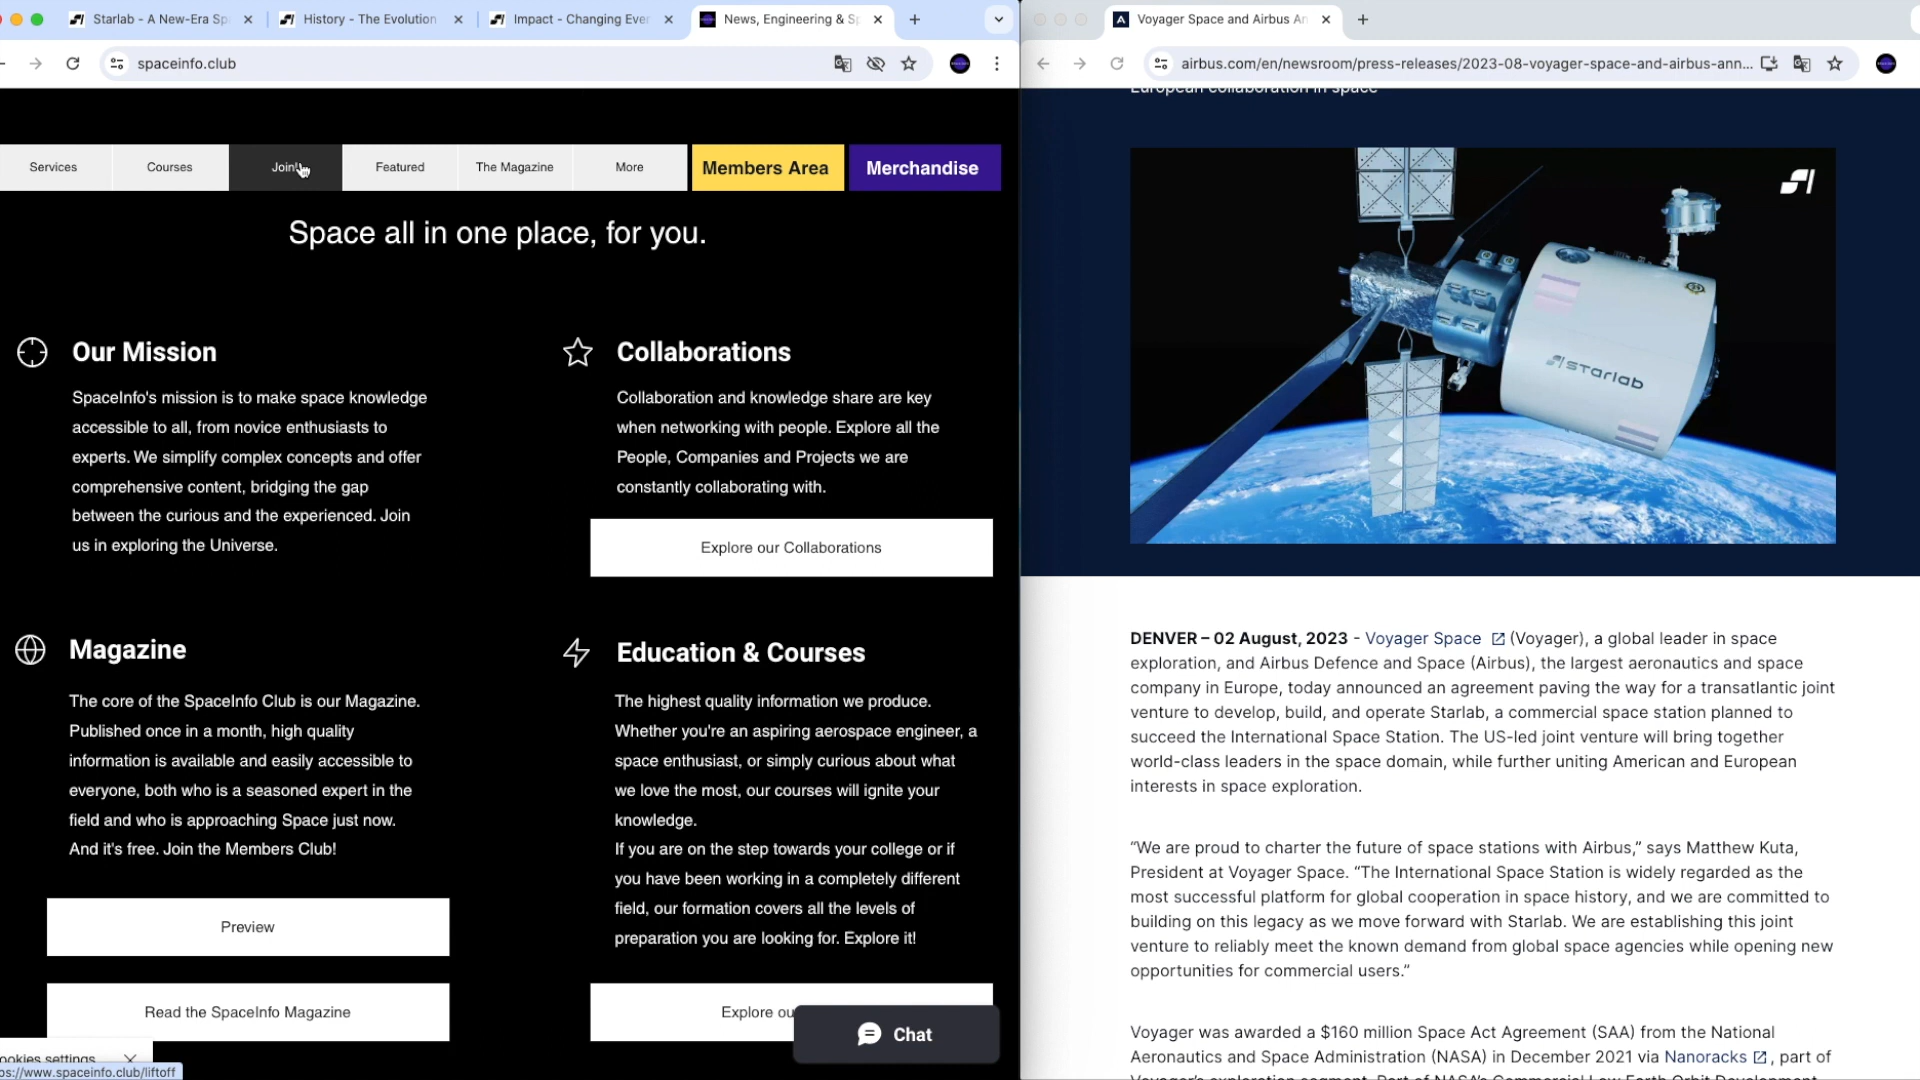 Starlab - A New-Era Sp
History - The Evolution
Impact - Changing Ever
News, Engineering & Sp
spaceinfo.club
Services
Courses
Join!
Featured
The Magazine
More
Members Area
Merchandise
Space all in one place, for you.
Our Mission
SpaceInfo's mission is to make space knowledge
accessible to all, from novice enthusiasts to
experts. We simplify complex concepts and offer
comprehensive content, bridging the gap
between the curious and the experienced. Join
us in exploring the Universe.
Collaborations
Collaboration and knowledge share are key
when networking with people. Explore all the
People, Companies and Projects we are
constantly collaborating with.
Explore our Collaborations
Magazine
The core of the SpaceInfo Club is our Magazine.
Published once in a month, high quality
information is available and easily accessible to
everyone, both who is a seasoned expert in the
field and who is approaching Space just now.
And it's free. Join the Members Club!
Preview
Read the SpaceInfo Magazine
Education & Courses
The highest quality information we produce.
Whether you're an aspiring aerospace engineer, a
space enthusiast, or simply curious about what
we love the most, our courses will ignite your
knowledge.
If you are on the step towards your college or if
you have been working in a completely different
field, our formation covers all the levels of
preparation you are looking for. Explore it!
Explore ou
Chat
ookies settings
ps://www.spaceinfo.club/liftoff
Voyager Space and Airbus An
airbus.com/en/newsroom/press-releases/2023-08-voyager-space-and-airbus-ann...
European collaboration in space
starlab
DENVER – 02 August, 2023 - Voyager Space (Voyager), a global leader in space
exploration, and Airbus Defence and Space (Airbus), the largest aeronautics and space
company in Europe, today announced an agreement paving the way for a transatlantic joint
venture to develop, build, and operate Starlab, a commercial space station planned to
succeed the International Space Station. The US-led joint venture will bring together
world-class leaders in the space domain, while further uniting American and European
interests in space exploration.
“We are proud to charter the future of space stations with Airbus,” says Matthew Kuta,
President at Voyager Space. “The International Space Station is widely regarded as the
most successful platform for global cooperation in space history, and we are committed to
building on this legacy as we move forward with Starlab. We are establishing this joint
venture to reliably meet the known demand from global space agencies while opening new
opportunities for commercial users.”
Voyager was awarded a $160 million Space Act Agreement (SAA) from the National
Aeronautics and Space Administration (NASA) in December 2021 via Nanoracks , part of
Voyager's exploration segment. Part of NASA's Commercial Low Earth Orbit Development